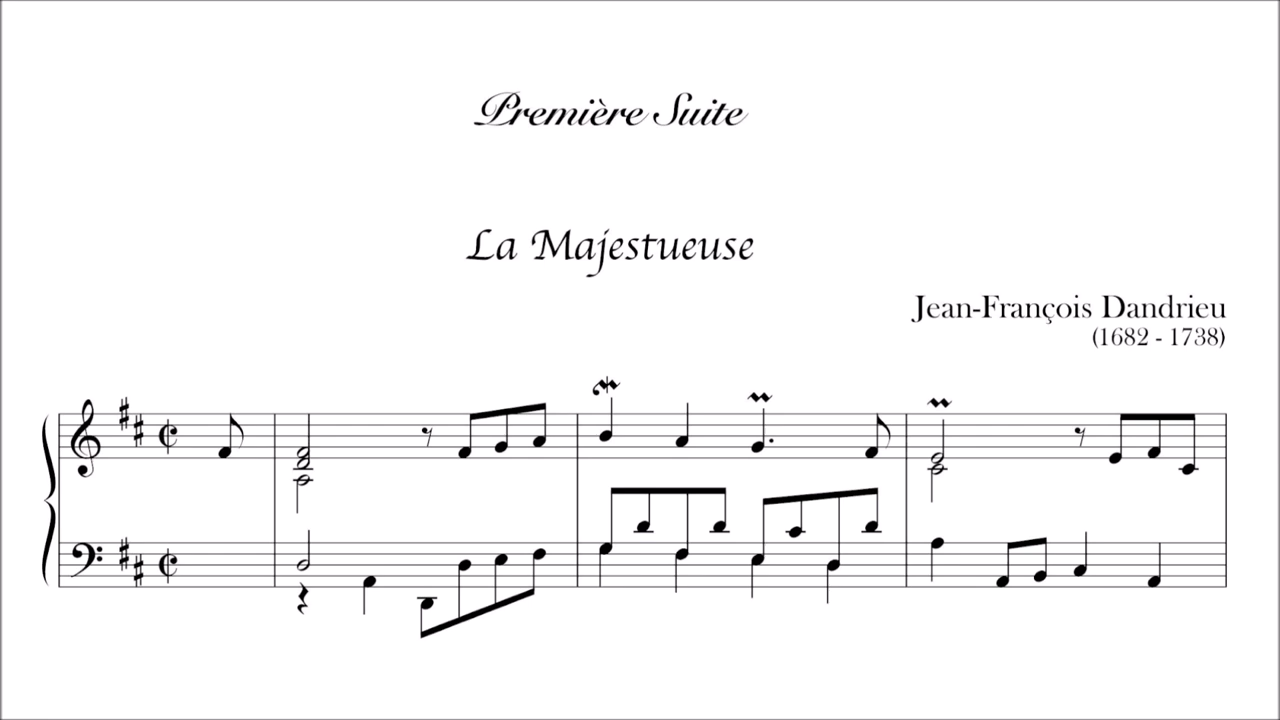 Première Suite
La Majestueuse
Jean-François Dandrieu
(1682 - 1738)